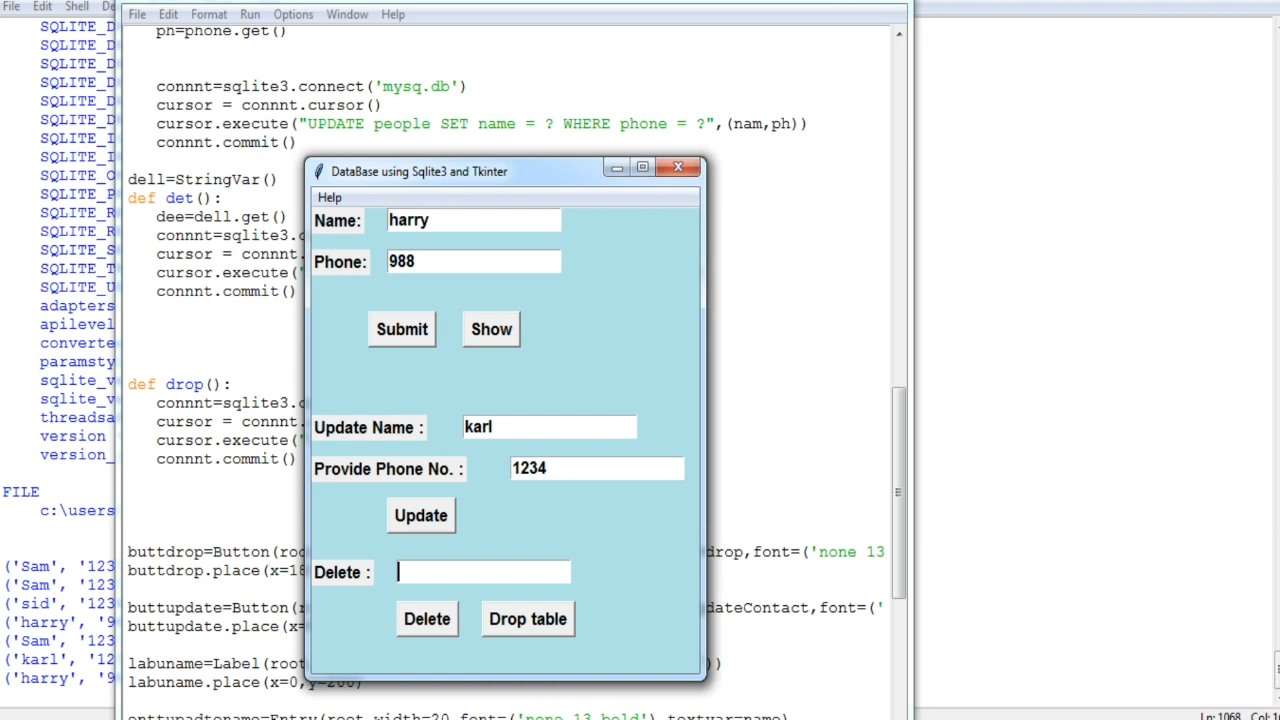 File Edit Shell
File Edit Format Run Options Window Help
ph=phone.get()
connnt=sqlite3.connect('mysq.db')
cursor = connnt.cursor()
cursor.execute("UPDATE people SET name = ? WHERE phone = ?",(nam,ph))
connnt.commit()
dell=StringVar()
def det():
dee=dell.get()
connnt=sqlite3.
cursor = connnt.
cursor.execute(
connnt.commit()
def drop():
connnt=sqlite3.
cursor = connnt.
cursor.execute(
connnt.commit()
drop,font=('none 13
buttdrop.place(x=18
dateContact,font=('
buttupdate.place(x=
labuname=Label(root
labuname.place(x=0,y=260)
SQLITE_D
SQLITE_D
SQLITE_D
SQLITE_D
SQLITE_D
SQLITE_D
SQLITE_I
SQLITE_I
SQLITE_O
SQLITE_P
SQLITE_R
SQLITE_R
SQLITE_S
SQLITE_T
SQLITE_U
adapters
apilevel
converte
paramsty
sqlite_v
sqlite_v
threadsa
version
version_
FILE
c:\users
('Sam', '123
('Sam', '123
('sid', '123
('harry', '9
('Sam', '123
('karl', '12
('harry', '9
DataBase using Sqlite3 and Tkinter
Help
Name: harry
Phone: 988
Submit Show
Update Name : karl
Provide Phone No. : 1234
Update
Delete :
Delete Drop table
Ln:1068